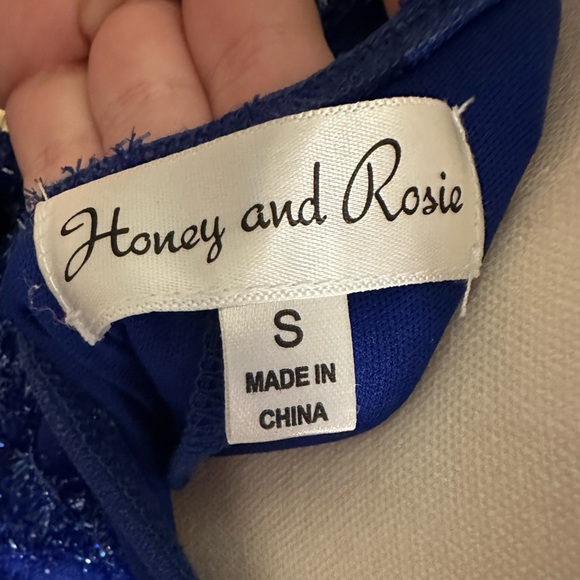 Honey and Rosie
S
MADE IN
CHINA